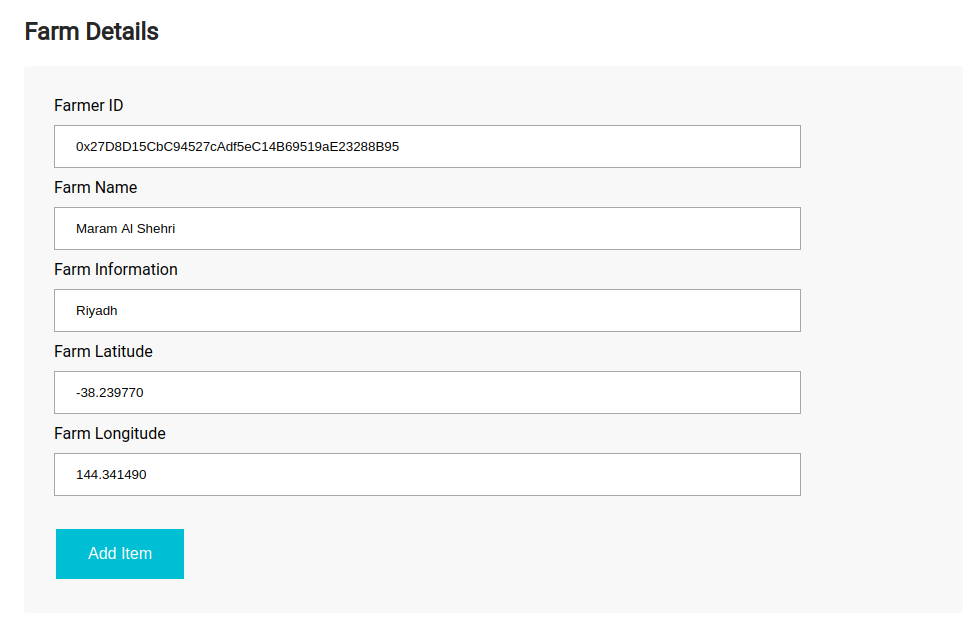 Farm Details
Farmer ID
0x27D8D15CbC94527cAdf5eC14B69519aE23288B95
Farm Name
Maram Al Shehri
Farm Information
Riyadh
Farm Latitude
-38.239770
Farm Longitude
144.341490
Add Item